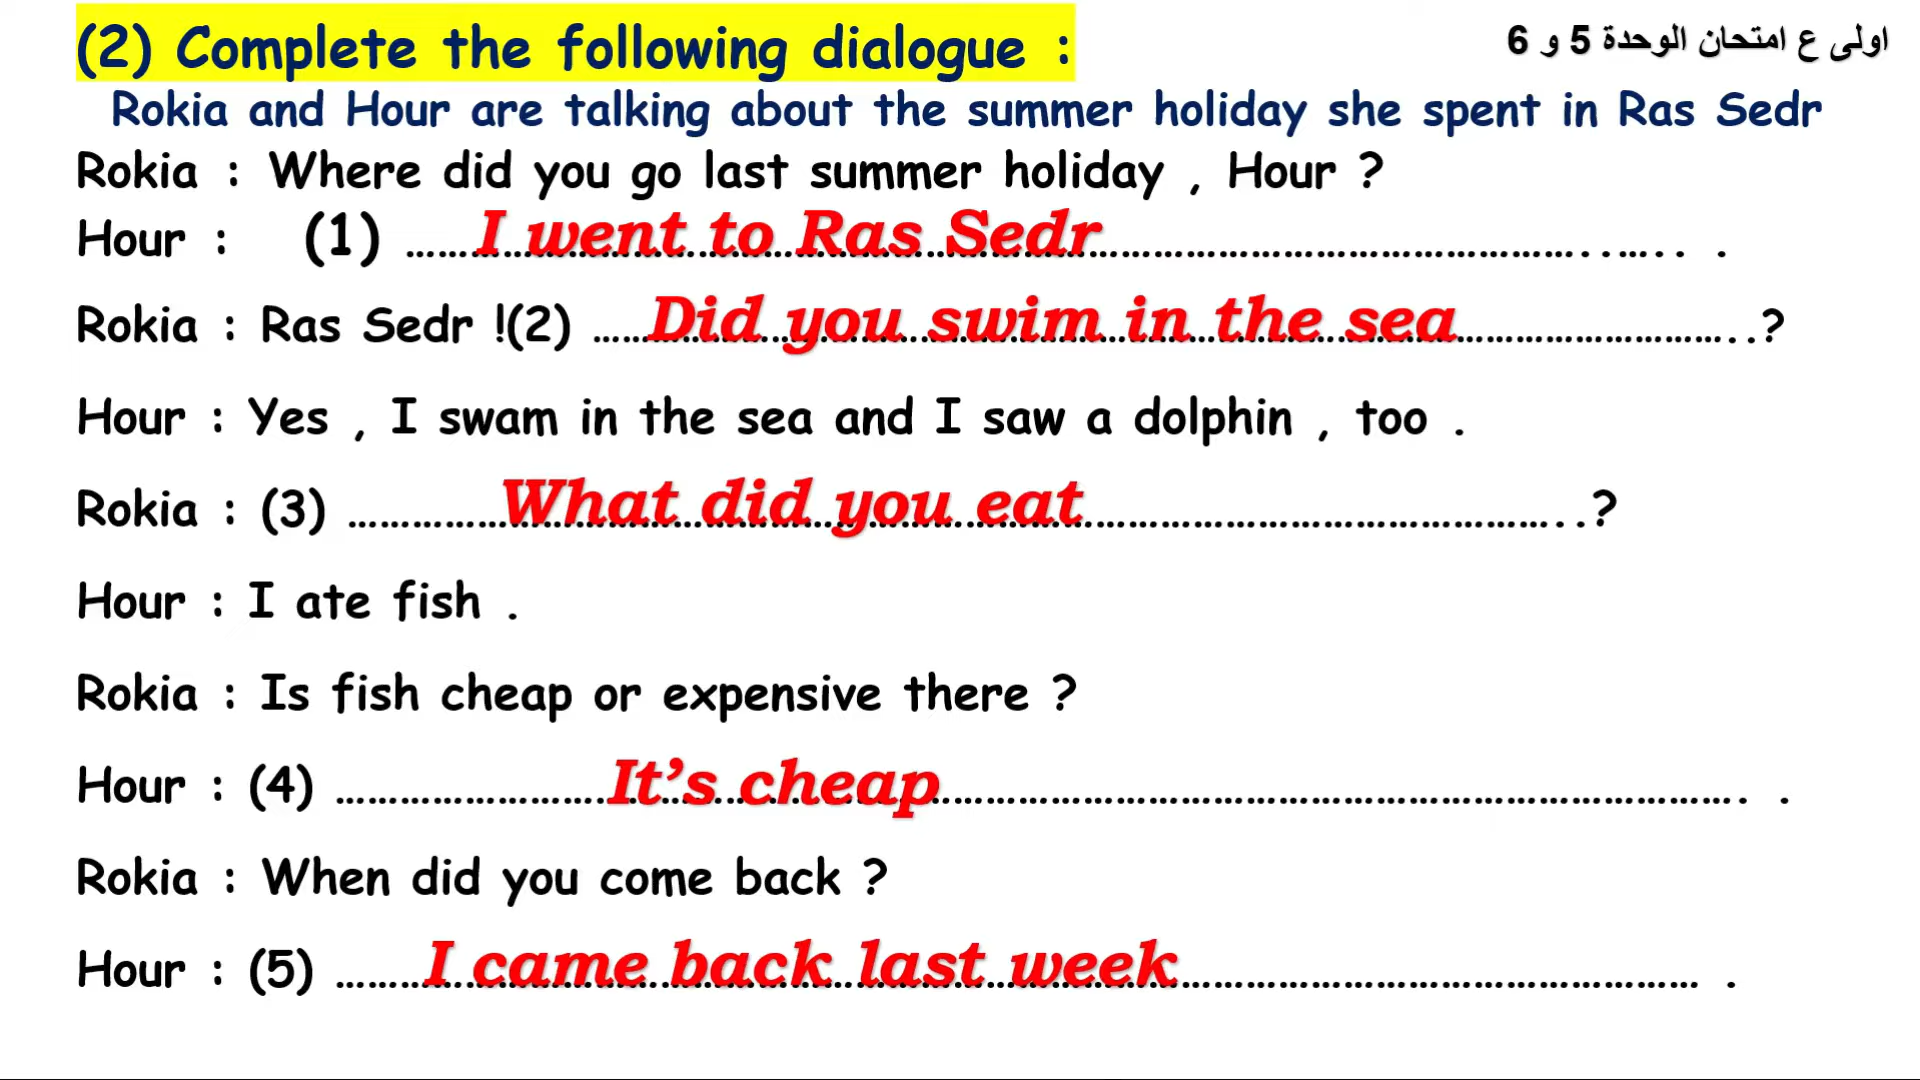 (2) Complete the following dialogue :
اولى ع امتحان الوحدة 5 و 6
Rokia and Hour are talking about the summer holiday she spent in Ras Sedr
Rokia : Where did you go last summer holiday , Hour ?
Hour : (1) ……I went to Ras Sedr………………………………………..….. .
Rokia : Ras Sedr !(2) ……Did you swim in the sea……………………..?
Hour : Yes , I swam in the sea and I saw a dolphin , too .
Rokia : (3) ……………What did you eat…………………………………………..?
Hour : I ate fish .
Rokia : Is fish cheap or expensive there ?
Hour : (4) ………………………It’s cheap……………………………………………………………………. .
Rokia : When did you come back ?
Hour : (5) ………I came back last week……………………………………………… .